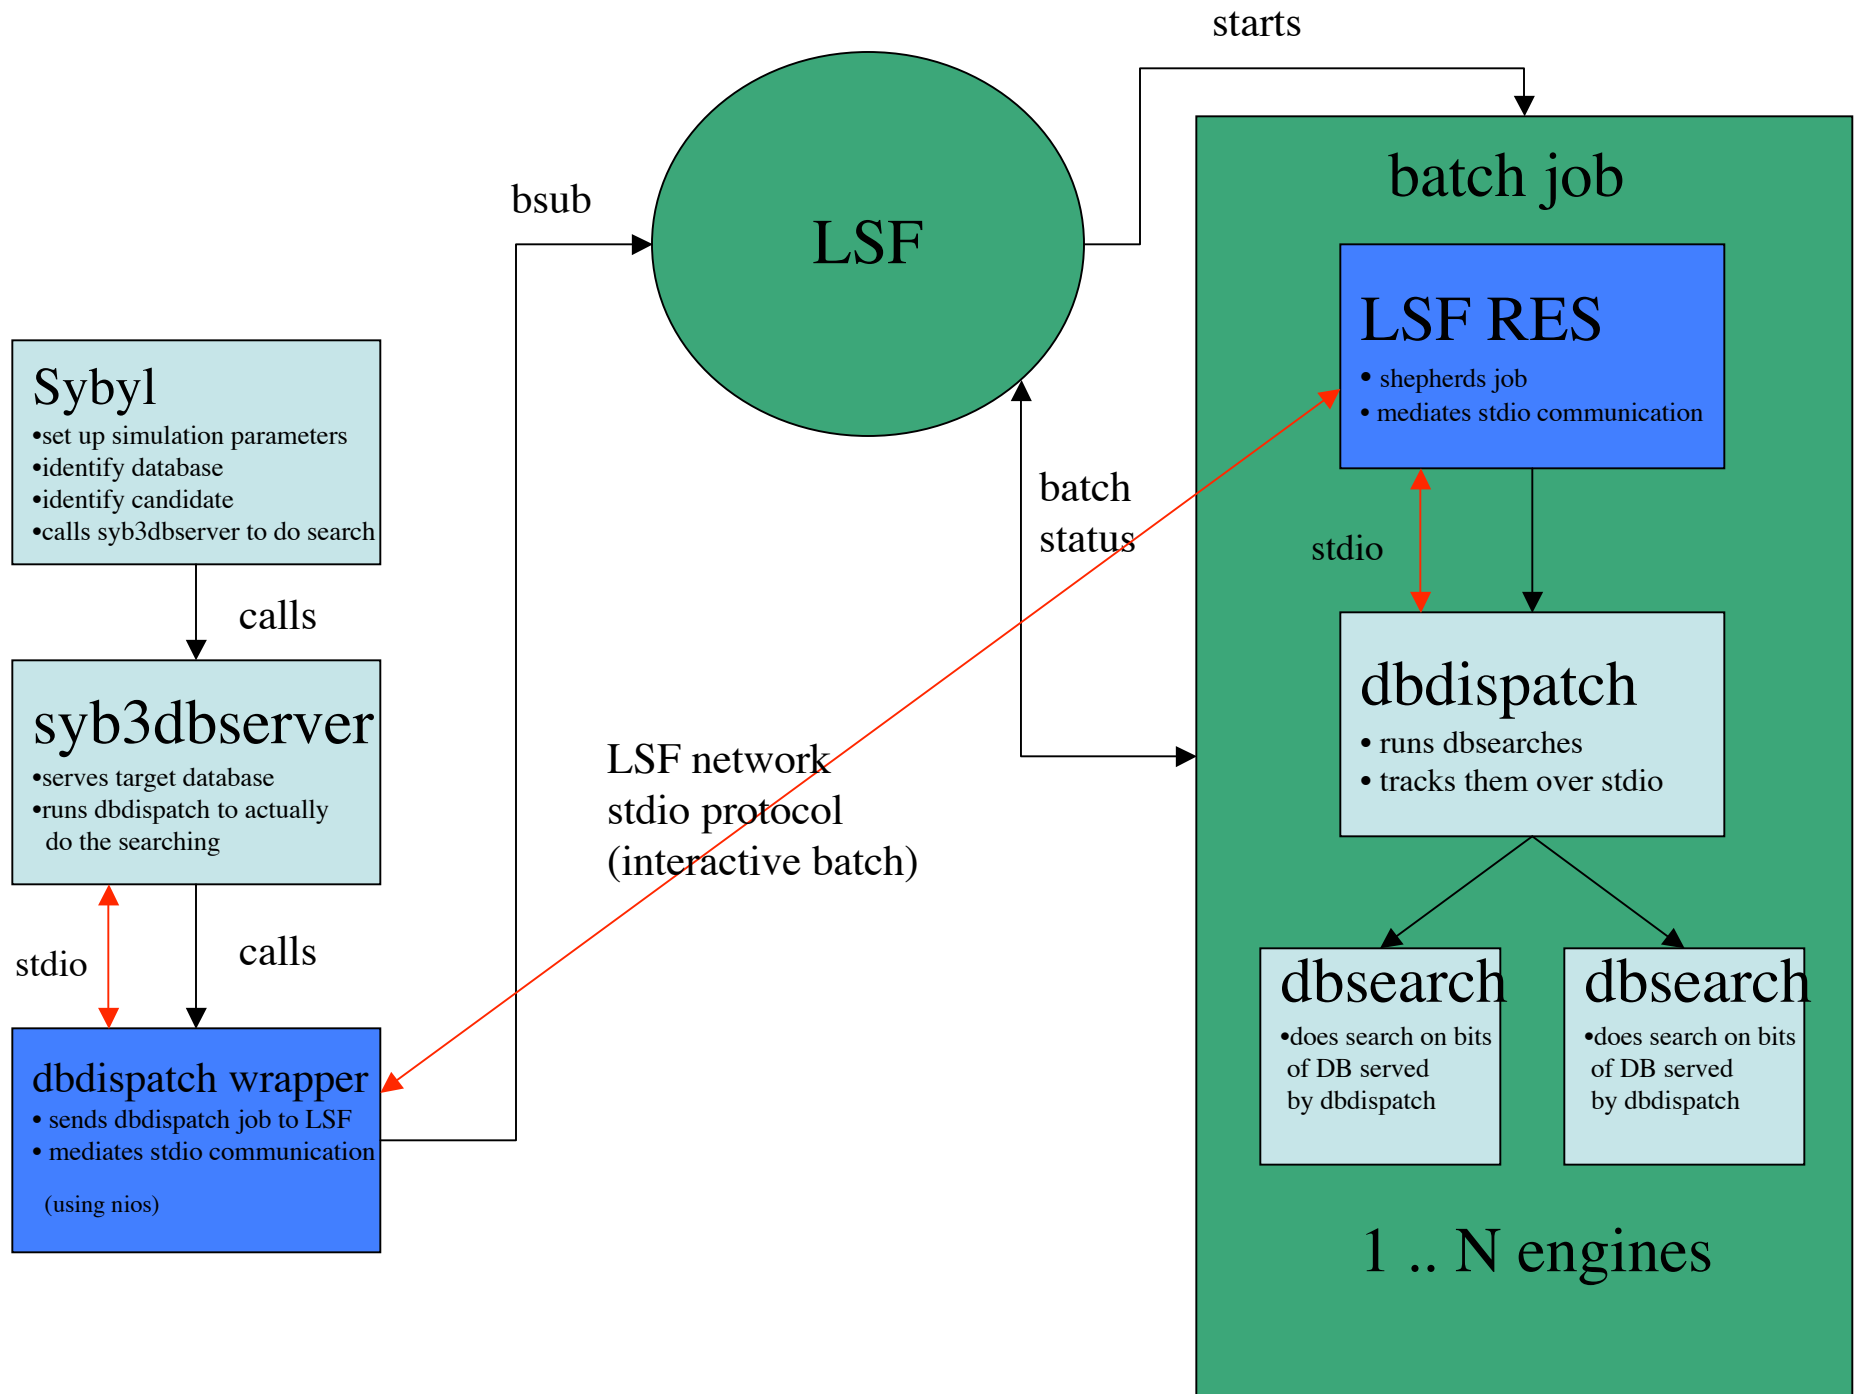 starts
bsub
LSF
batch job
LSF RES
• shepherds job
• mediates stdio communication
Sybyl
•set up simulation parameters
•identify database
•identify candidate
•calls syb3dbserver to do search
batch
status
stdio
calls
dbdispatch
• runs dbsearches
• tracks them over stdio
syb3dbserver
•serves target database
•runs dbdispatch to actually
do the searching
LSF network
stdio protocol
(interactive batch)
stdio
calls
dbsearch
•does search on bits
of DB served
by dbdispatch
dbsearch
•does search on bits
of DB served
by dbdispatch
dbdispatch wrapper
• sends dbdispatch job to LSF
• mediates stdio communication
(using nios)
1 .. N engines